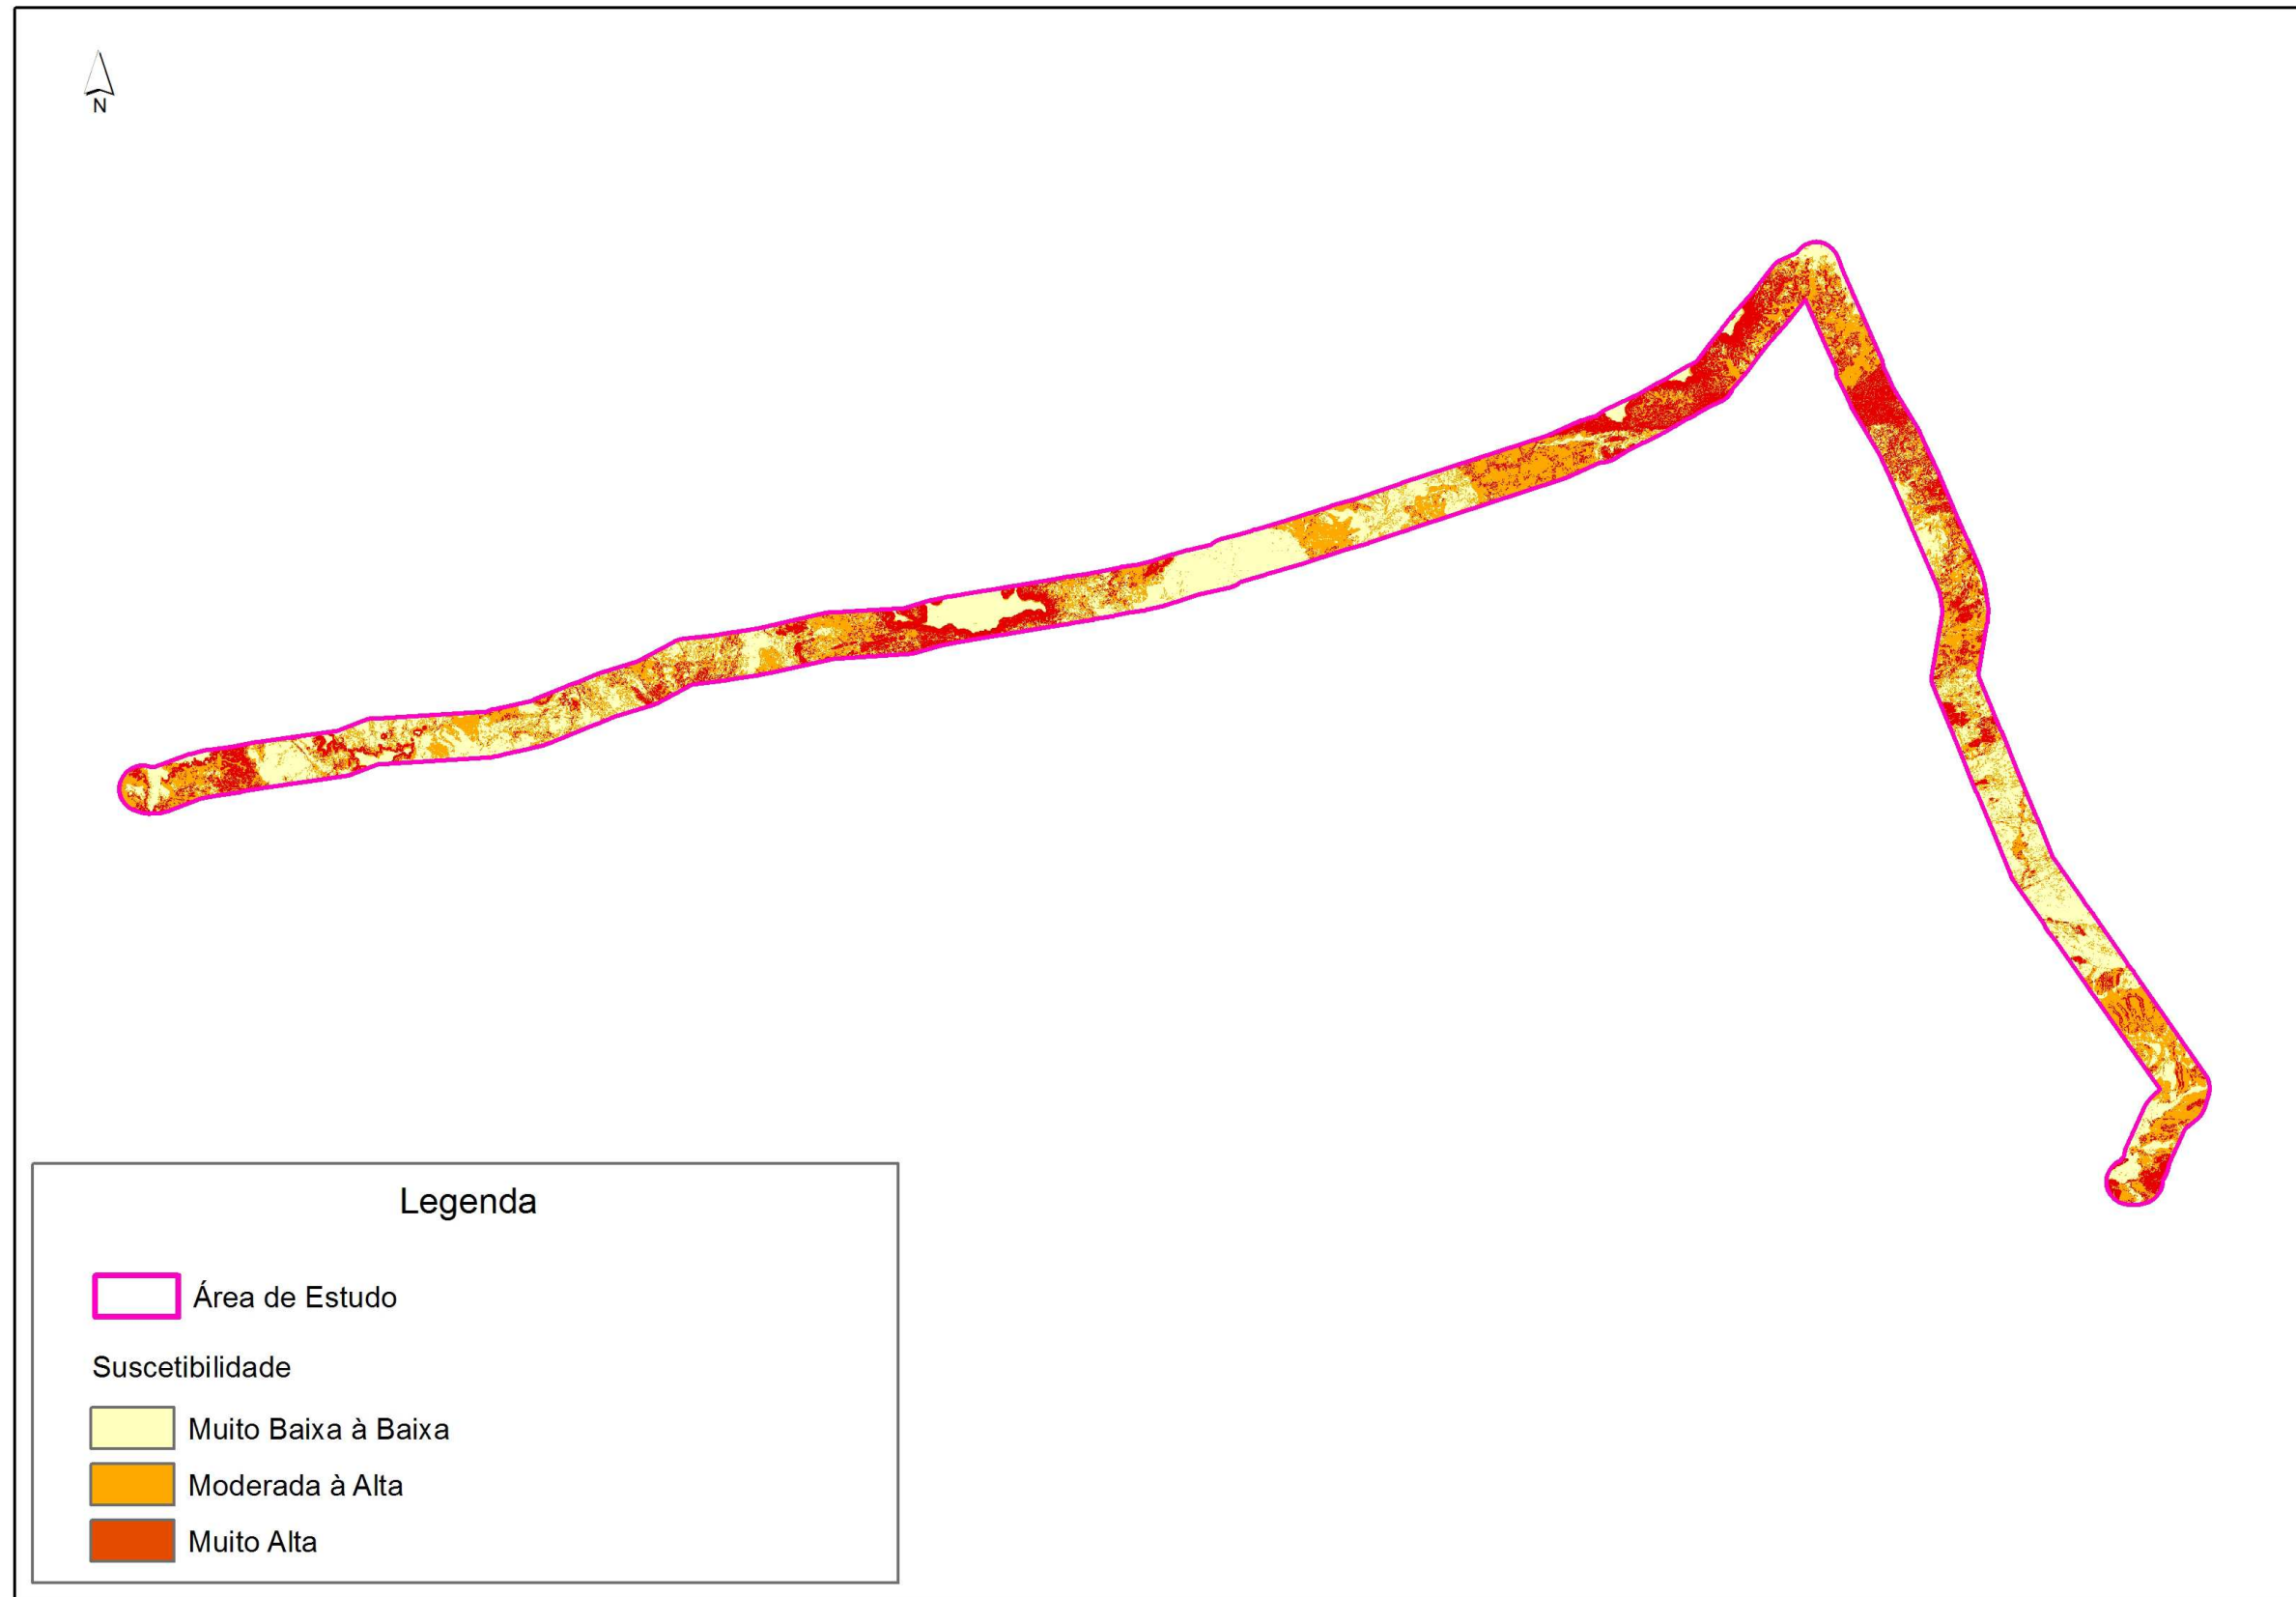 N
Legenda
Área de Estudo
Suscetibilidade
Muito Baixa à Baixa
Moderada à Alta
Muito Alta